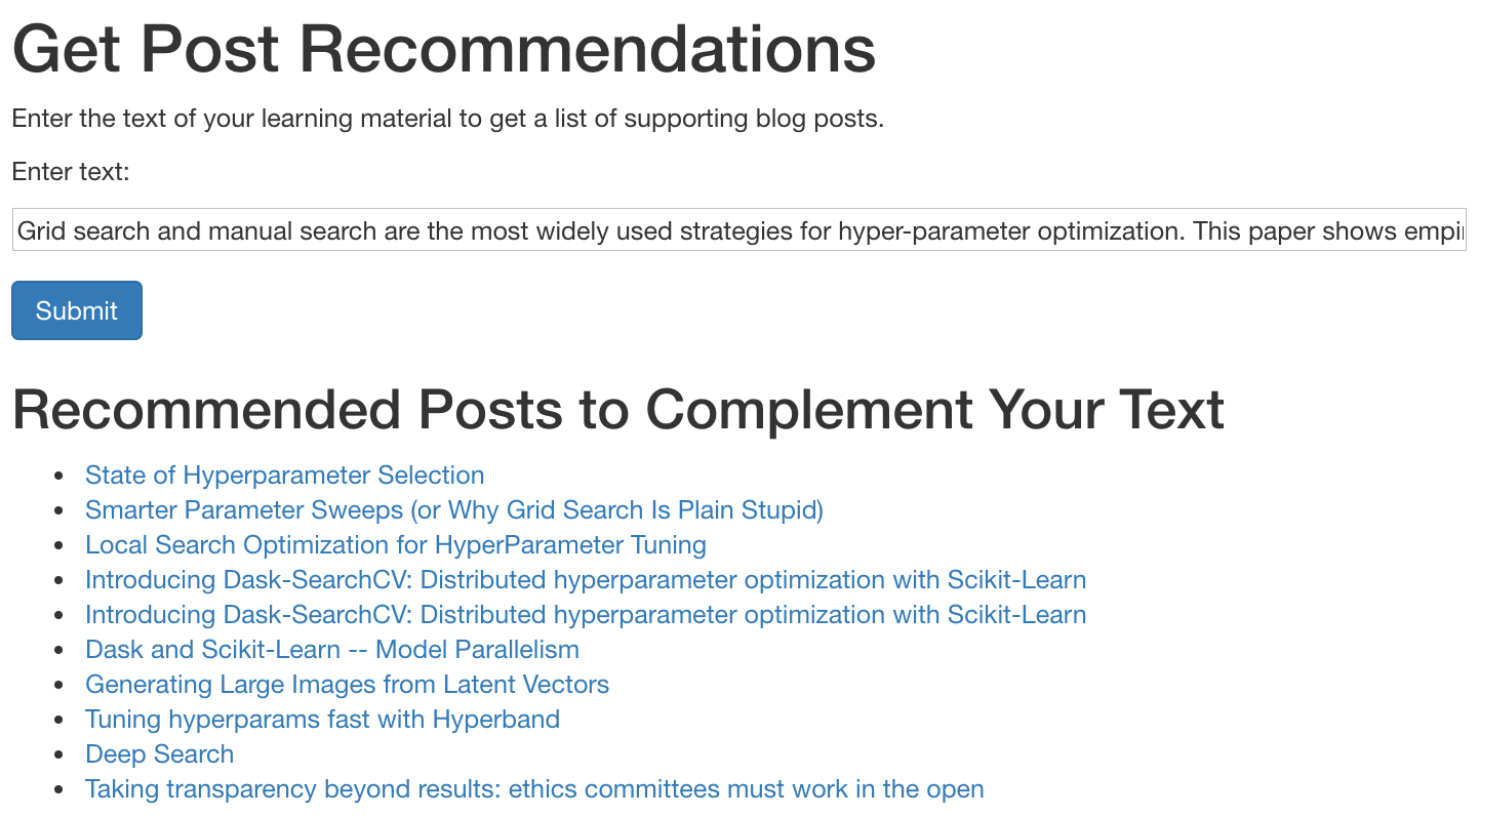 Get Post Recommendations
Enter the text of your learning material to get a list of supporting blog posts.
Enter text:
Grid search and manual search are the most widely used strategies for hyper-parameter optimization. This paper shows empi
Submit
Recommended Posts to Complement Your Text
State of Hyperparameter Selection
Smarter Parameter Sweeps (or Why Grid Search Is Plain Stupid)
Local Search Optimization for HyperParameter Tuning
Introducing Dask-SearchCV: Distributed hyperparameter optimization with Scikit-Learn
Introducing Dask-SearchCV: Distributed hyperparameter optimization with Scikit-Learn
Dask and Scikit-Learn -- Model Parallelism
Generating Large Images from Latent Vectors
Tuning hyperparams fast with Hyperband
Deep Search
Taking transparency beyond results: ethics committees must work in the open